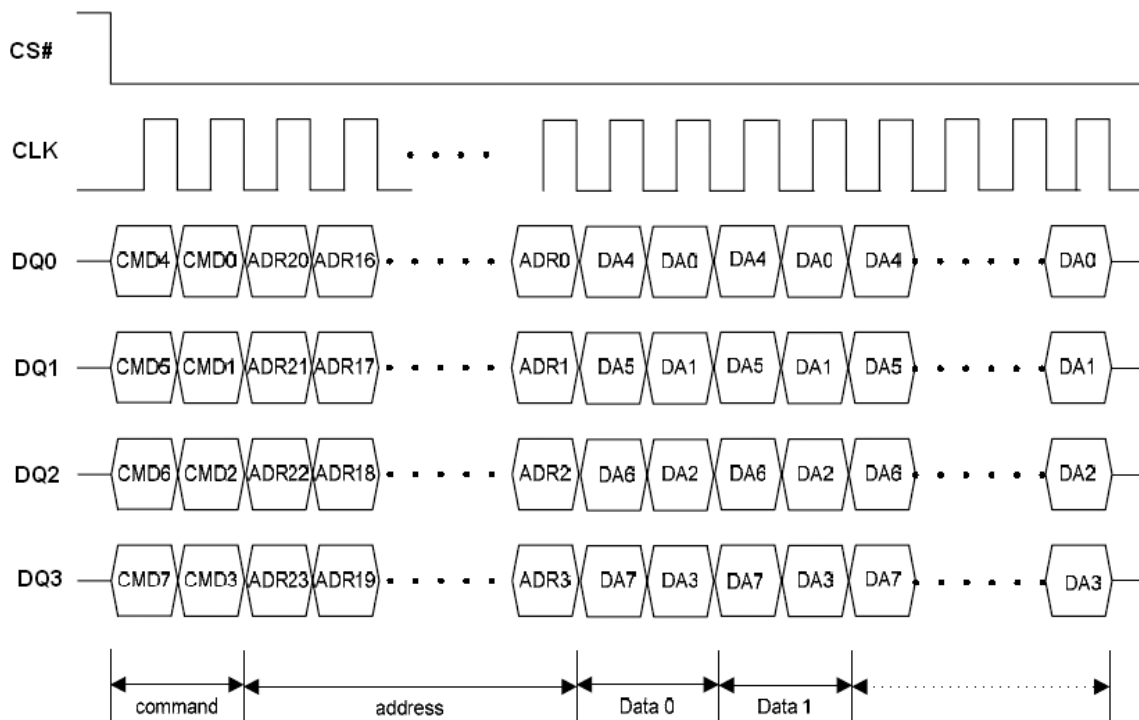 CS#
CLK
DQ0 CMD4 CMD0 ADR20 ADR16 ADR0 DA4 DA0 DA4 DA0 DA4 DA0
DQ1 CMD5 CMD1 ADR21 ADR17 ADR1 DA5 DA1 DA5 DA1 DA5 DA1
DQ2 CMD6 CMD2 ADR22 ADR18 ADR2 DA6 DA2 DA6 DA2 DA6 DA2
DQ3 CMD7 CMD3 ADR23 ADR19 ADR3 DA7 DA3 DA7 DA3 DA7 DA3
command address Data 0 Data 1